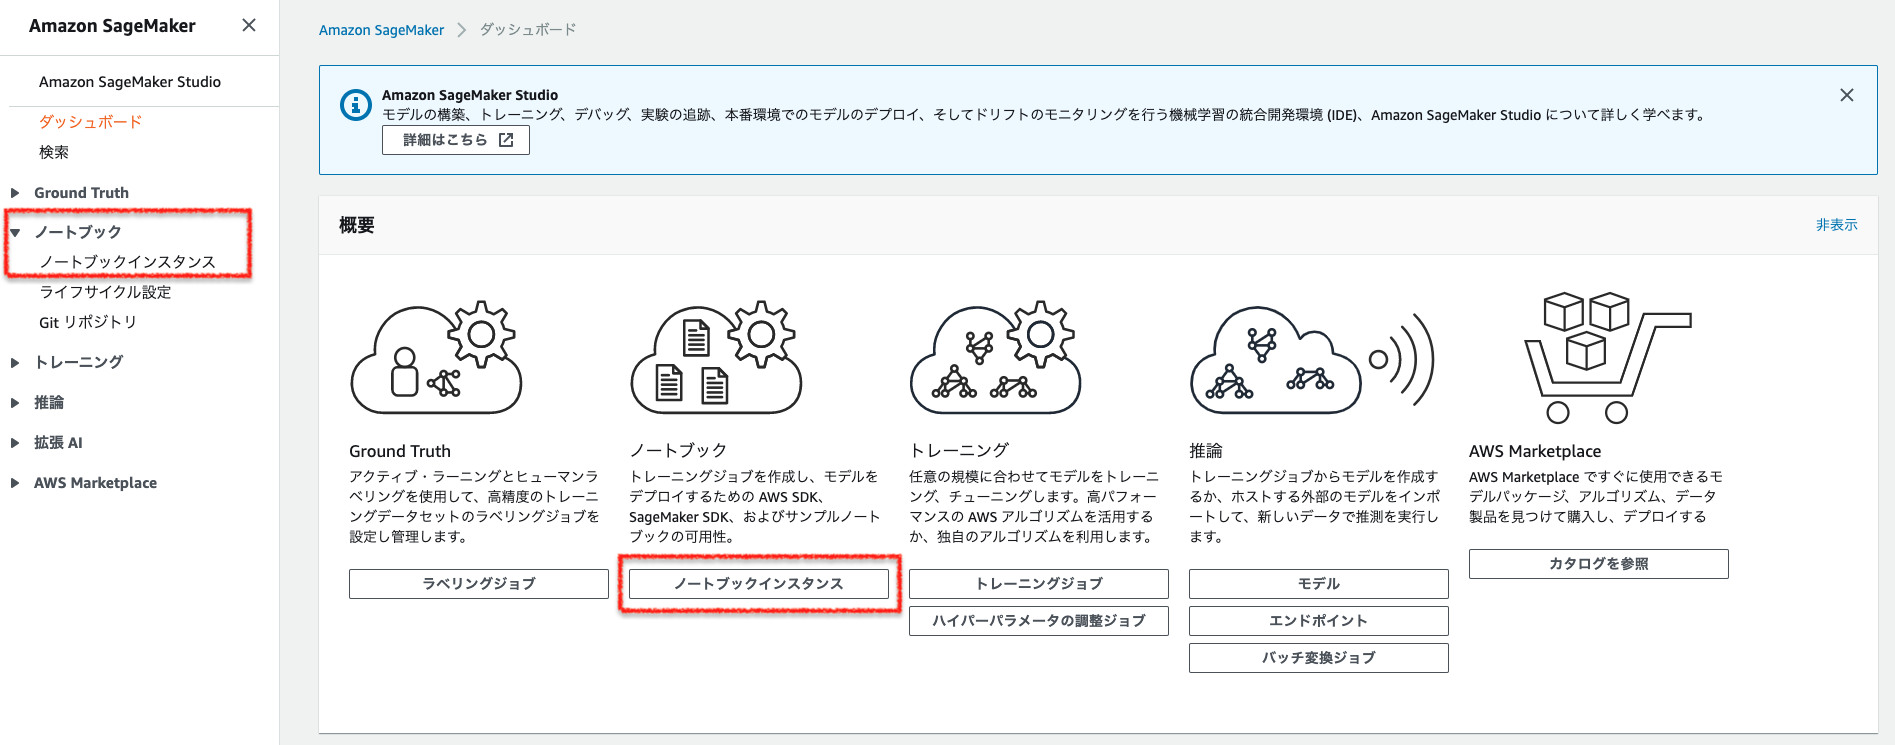 Amazon SageMaker
Amazon SageMaker Studio
ダッシュボード
検索
Ground Truth
ノートブック
ノートブックインスタンス
ライフサイクル設定
Git リポジトリ
トレーニング
推論
拡張 AI
AWS Marketplace
Amazon SageMaker
ダッシュボード
Amazon SageMaker Studio
モデルの構築、トレーニング、デバッグ、実験の追跡、本番環境でのモデルのデプロイ、そしてドリフトのモニタリングを行う機械学習の統合開発環境 (IDE)、Amazon SageMaker Studio について詳しく学べます。
詳細はこちら
概要
非表示
Ground Truth
アクティブ・ラーニングとヒューマンラ
ベリングを使用して、高精度のトレーニ
ングデータセットのラベリングジョブを
設定し管理します。
ラベリングジョブ
ノートブック
トレーニングジョブを作成し、モデルを
デプロイするための AWS SDK、
SageMaker SDK、およびサンプルノート
ブックの可用性。
ノートブックインスタンス
トレーニング
任意の規模に合わせてモデルをトレーニ
ング、チューニングします。高パフォー
マンスの AWS アルゴリズムを活用する
か、独自のアルゴリズムを利用します。
トレーニングジョブ
ハイパーパラメータの調整ジョブ
推論
トレーニングジョブからモデルを作成す
るか、ホストする外部のモデルをインポ
ートして、新しいデータで推測を実行し
ます。
モデル
エンドポイント
バッチ変換ジョブ
AWS Marketplace
AWS Marketplace ですぐに使用できるモ
デルパッケージ、アルゴリズム、データ
製品を見つけて購入し、デプロイする
カタログを参照